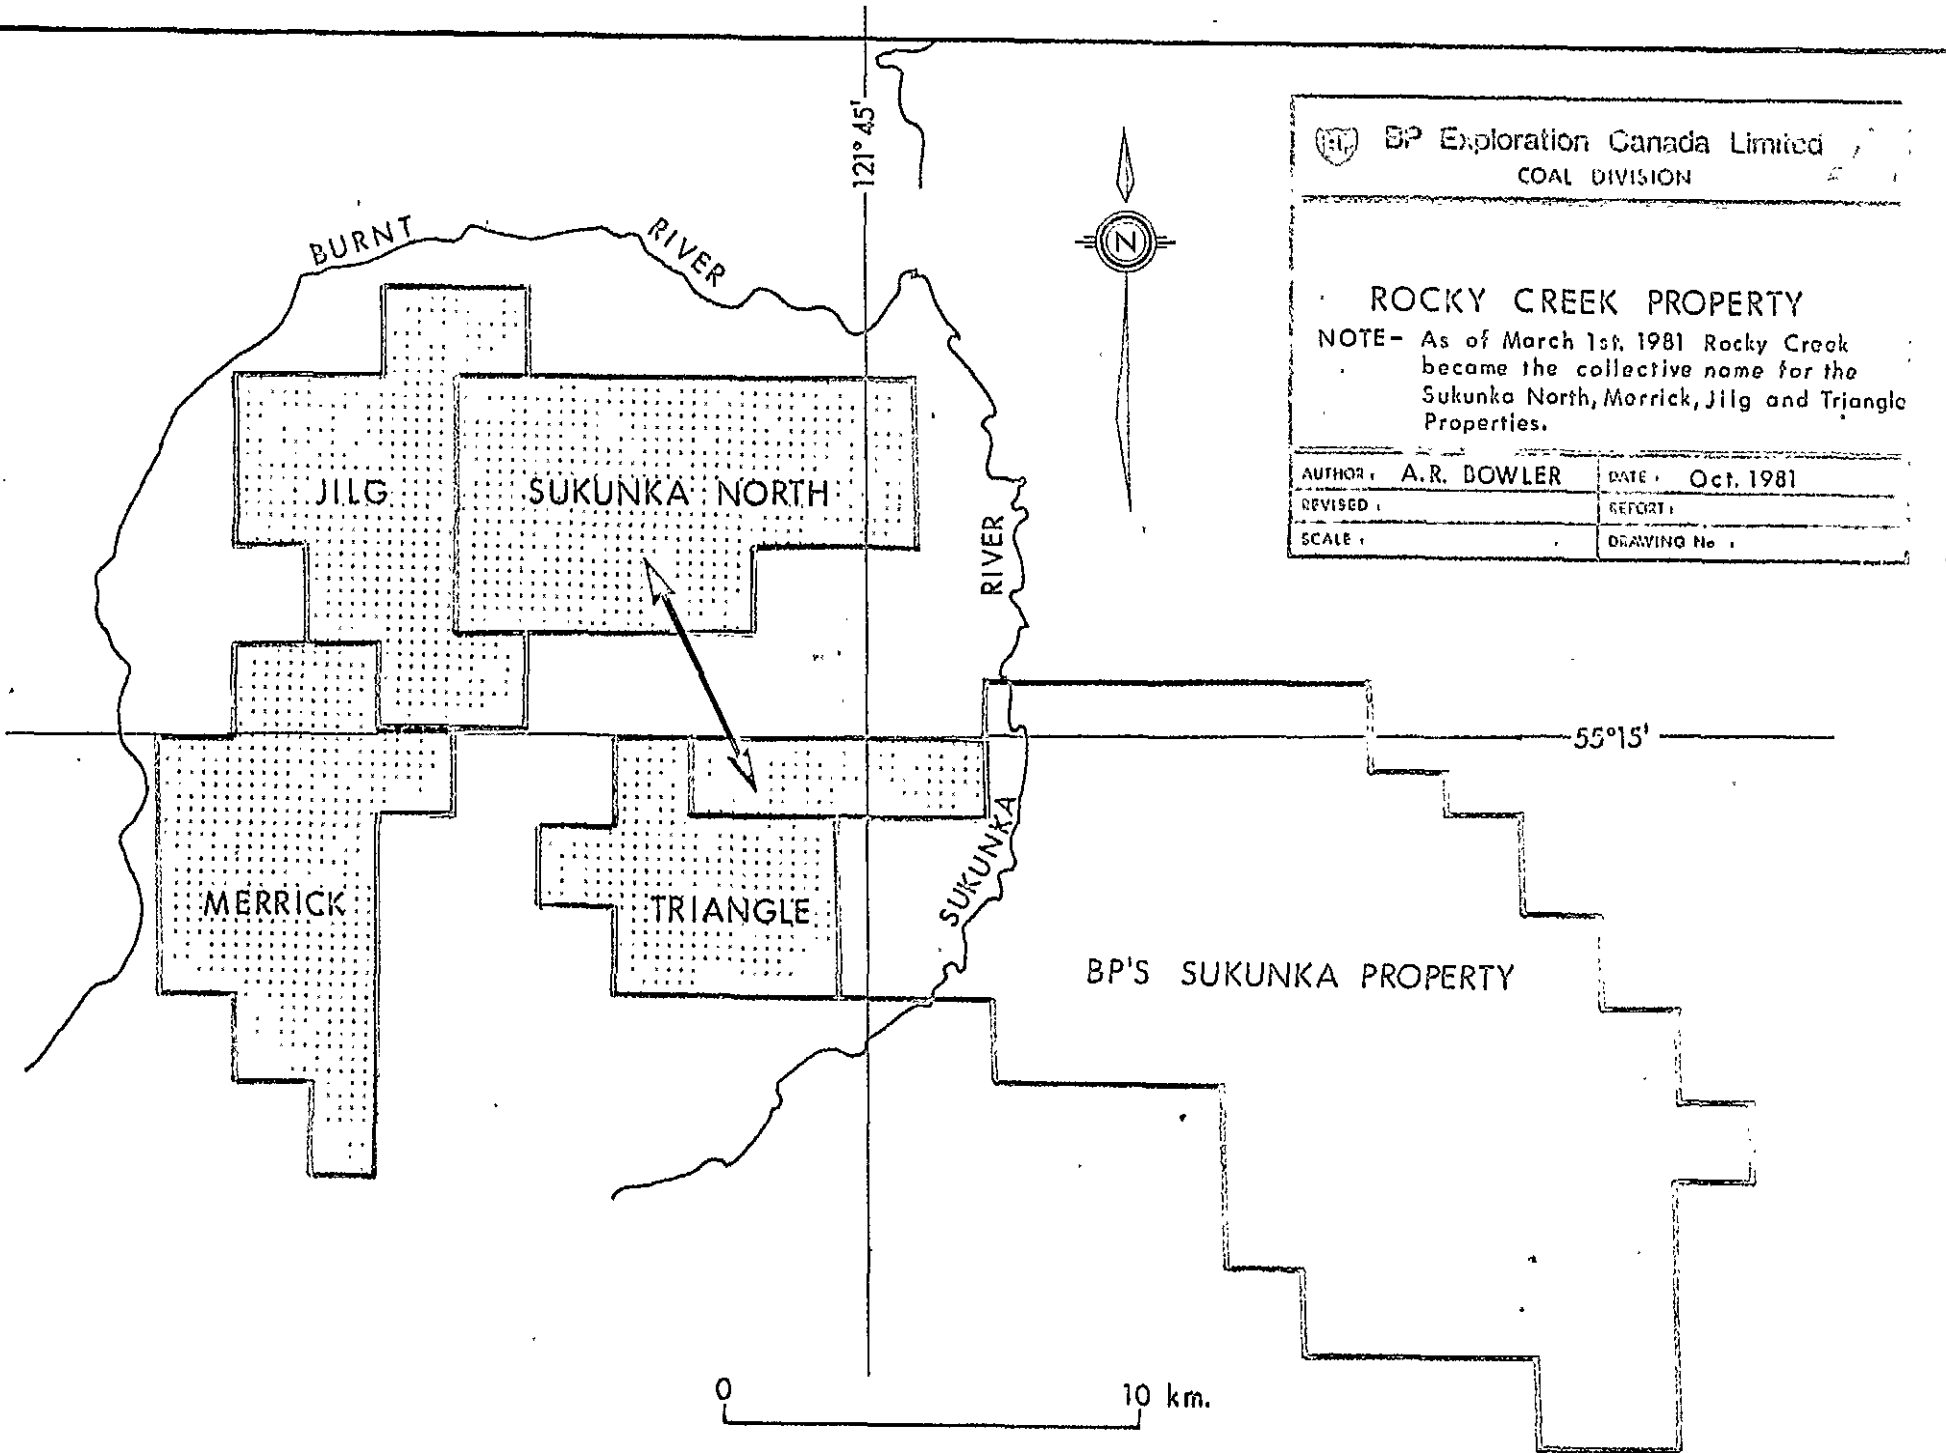 BP Exploration Canada Limited
COAL DIVISION
ROCKY CREEK PROPERTY
NOTE- As of March 1st. 1981 Rocky Creek
became the collective name for the
Sukunka North, Merrick, Jilg and Triangle
Properties.
AUTHOR: A.R. BOWLER
DATE: Oct. 1981
REVISED:
REPORT:
SCALE:
DRAWING No:
121° 45'
N
BURNT RIVER
JILG
SUKUNKA NORTH
SUKUNKA RIVER
55°15'
MERRICK
TRIANGLE
BP'S SUKUNKA PROPERTY
0 10 km.